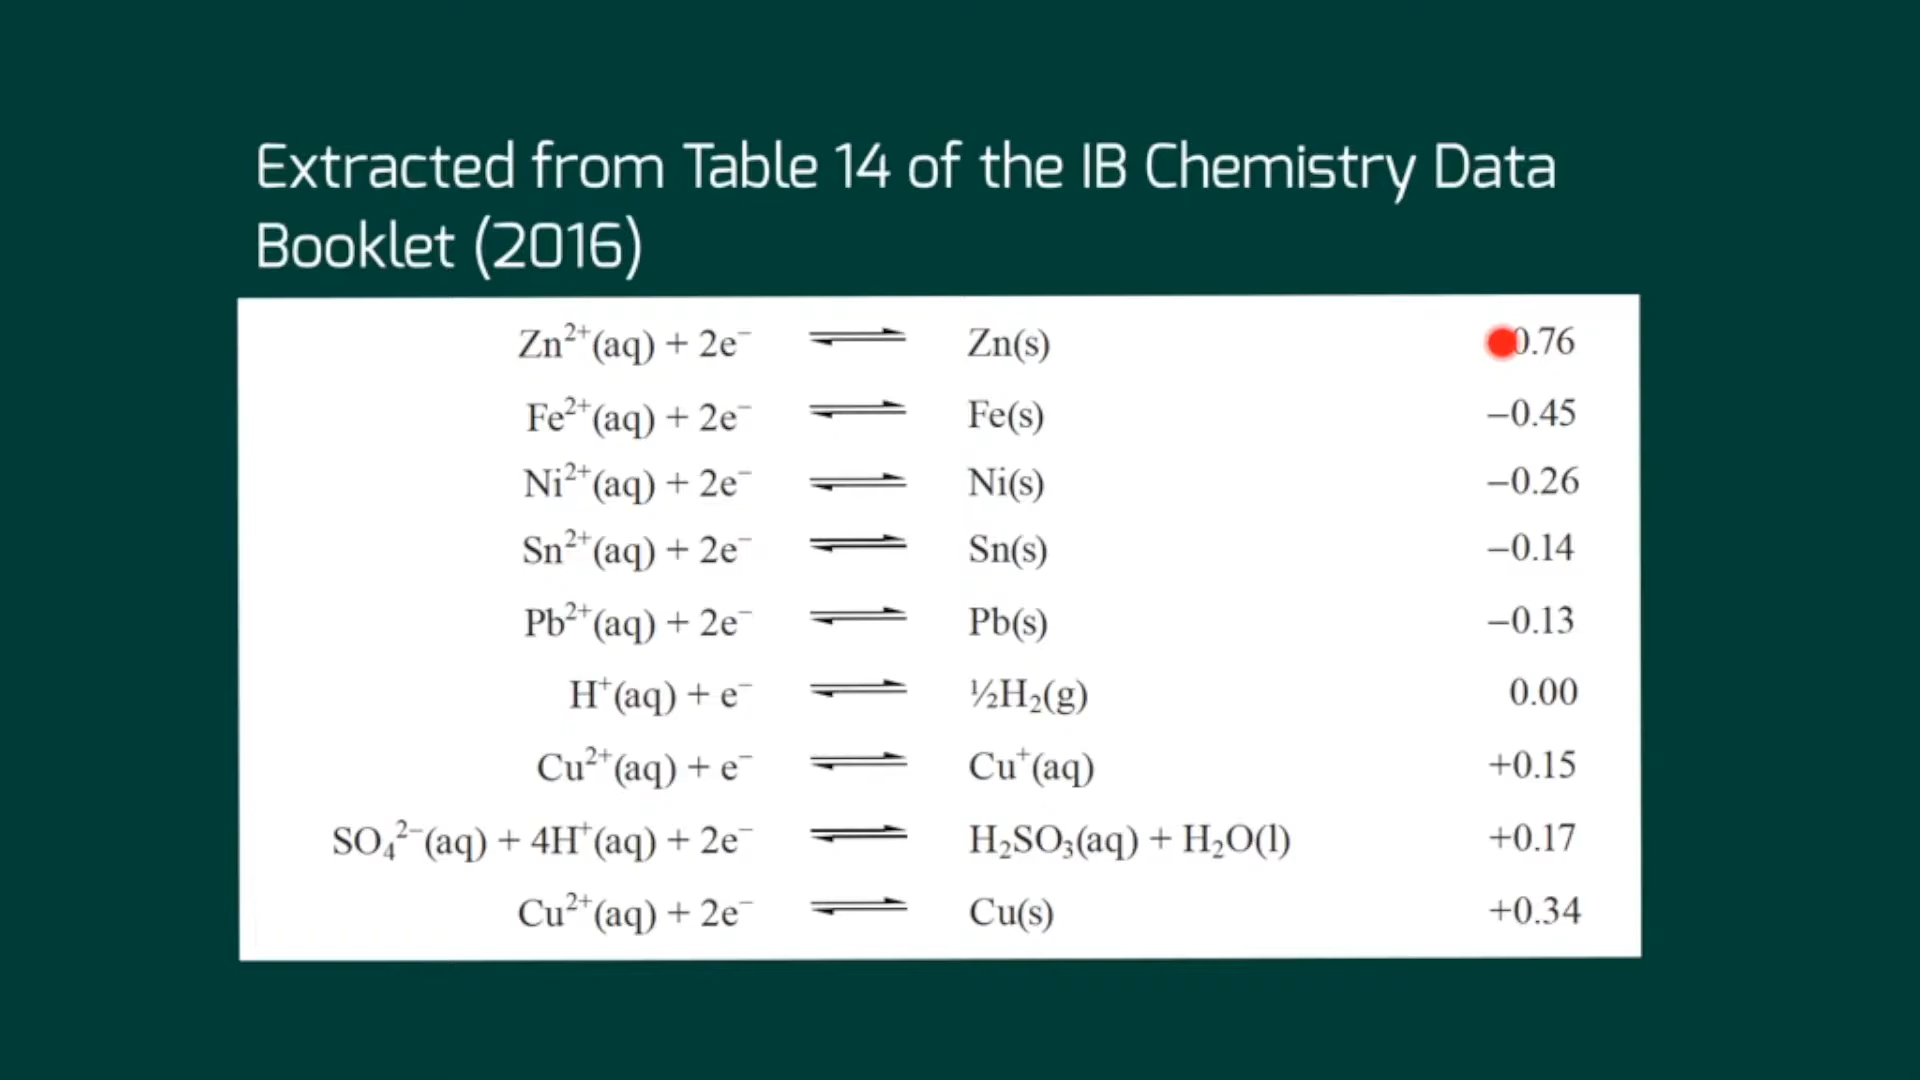 Extracted from Table 14 of the IB Chemistry Data
Booklet (2016)
Zn²⁺(aq) + 2e⁻ ⇌ Zn(s) 0.76
Fe²⁺(aq) + 2e⁻ ⇌ Fe(s) –0.45
Ni²⁺(aq) + 2e⁻ ⇌ Ni(s) –0.26
Sn²⁺(aq) + 2e⁻ ⇌ Sn(s) –0.14
Pb²⁺(aq) + 2e⁻ ⇌ Pb(s) –0.13
H⁺(aq) + e⁻ ⇌ ½H₂(g) 0.00
Cu²⁺(aq) + e⁻ ⇌ Cu⁺(aq) +0.15
SO₄²⁻(aq) + 4H⁺(aq) + 2e⁻ ⇌ H₂SO₃(aq) + H₂O(l) +0.17
Cu²⁺(aq) + 2e⁻ ⇌ Cu(s) +0.34